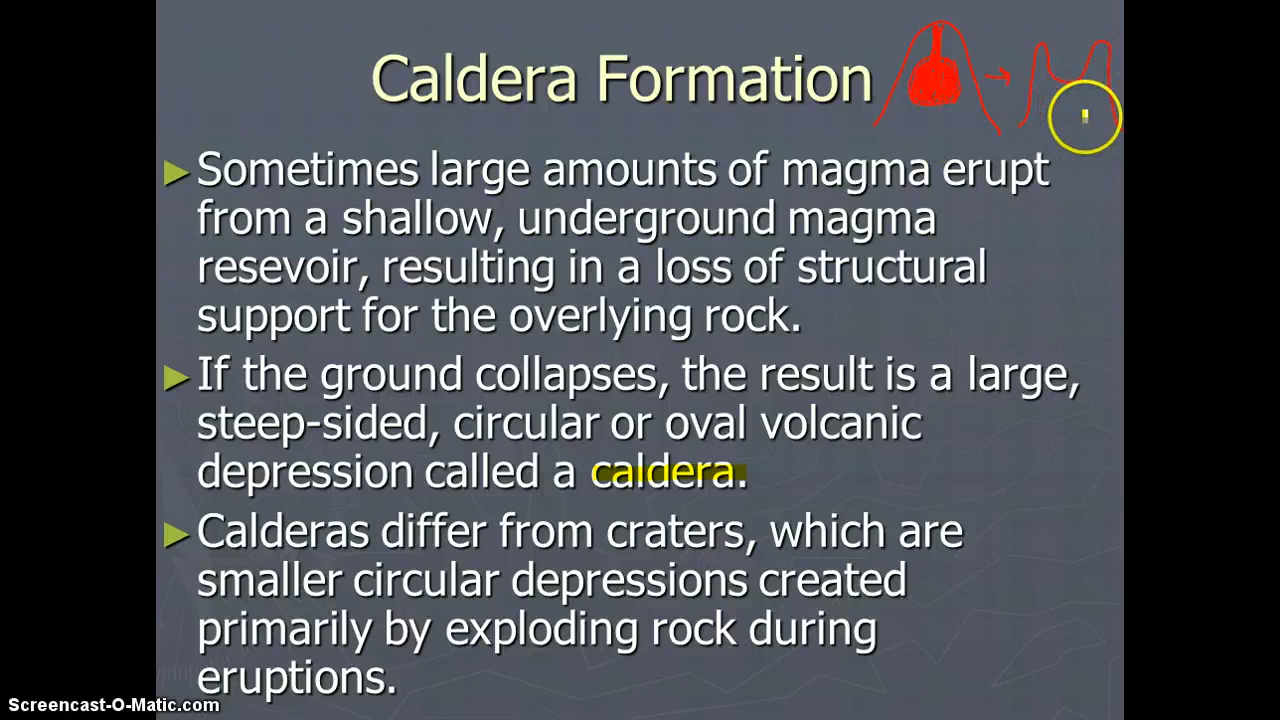 Caldera Formation
► Sometimes large amounts of magma erupt
from a shallow, underground magma
resevoir, resulting in a loss of structural
support for the overlying rock.
► If the ground collapses, the result is a large,
steep-sided, circular or oval volcanic
depression called a caldera.
► Calderas differ from craters, which are
smaller circular depressions created
primarily by exploding rock during
eruptions.
Screencast-O-Matic.com